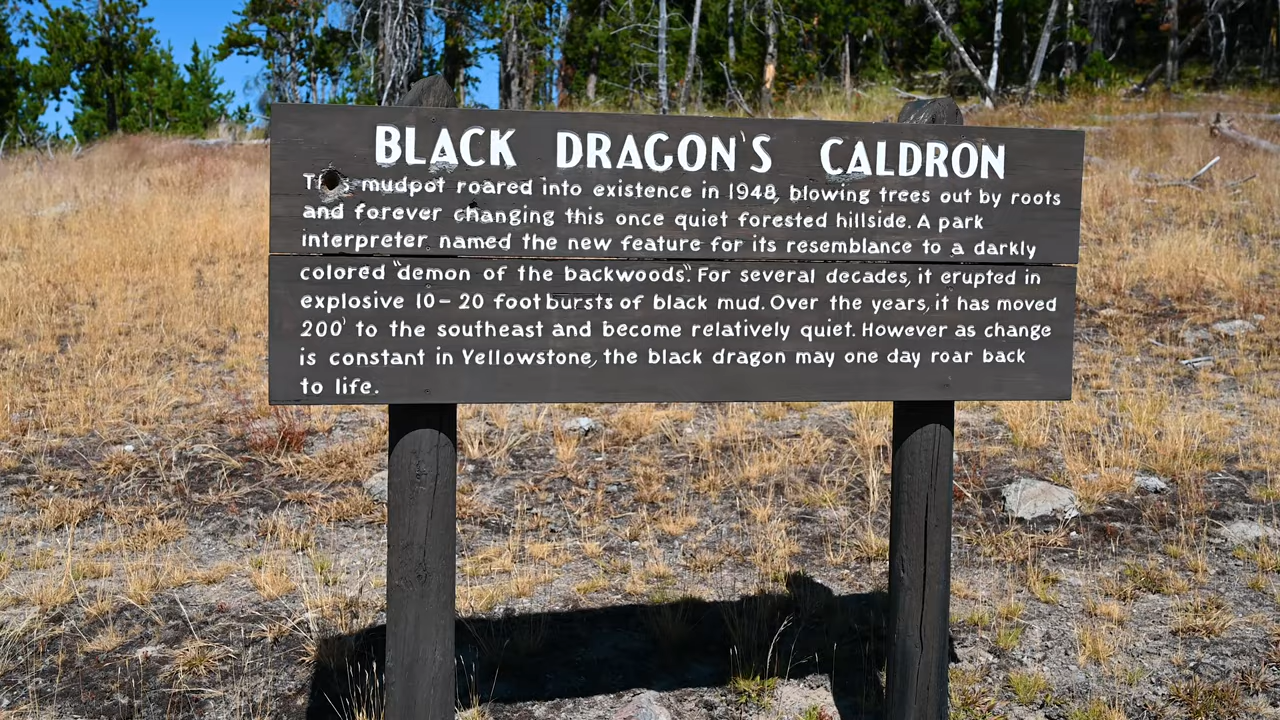 BLACK DRAGON'S CALDRON
This mudpot roared into existence in 1948, blowing trees out by roots
and forever changing this once quiet forested hillside. A park
interpreter named the new feature for its resemblance to a darkly
colored "demon of the backwoods". For several decades, it erupted in
explosive 10-20 foot bursts of black mud. Over the years, it has moved
200' to the southeast and become relatively quiet. However as change
is constant in Yellowstone, the black dragon may one day roar back
to life.